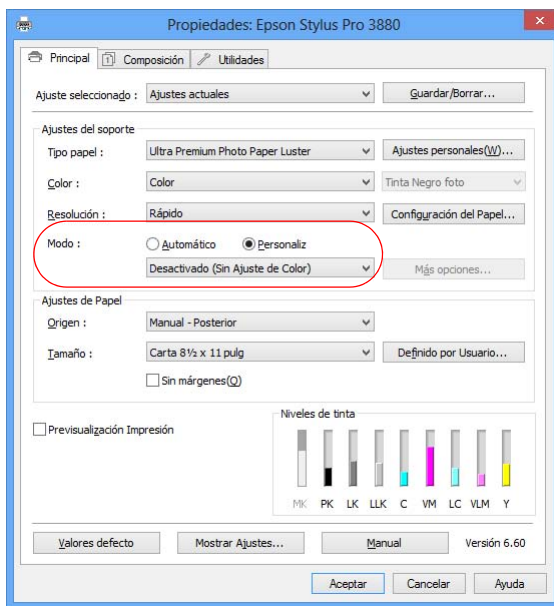 Propiedades: Epson Stylus Pro 3880
Principal Composición Utilidades
Ajuste seleccionado : Ajustes actuales Guardar/Borrar...
Ajustes del soporte
Tipo papel : Ultra Premium Photo Paper Luster Ajustes personales(W)...
Color : Color Tinta Negro foto
Resolución : Rápido Configuración del Papel...
Modo : Automático Personaliz
Desactivado (Sin Ajuste de Color) Más opciones...
Ajustes de Papel
Origen : Manual - Posterior
Tamaño : Carta 8½ x 11 pulg Definido por Usuario...
Sin márgenes(Q)
Previsualización Impresión
Niveles de tinta
MK PK LK LLK C VM LC VLM Y
Valores defecto Mostrar Ajustes... Manual Versión 6.60
Aceptar Cancelar Ayuda